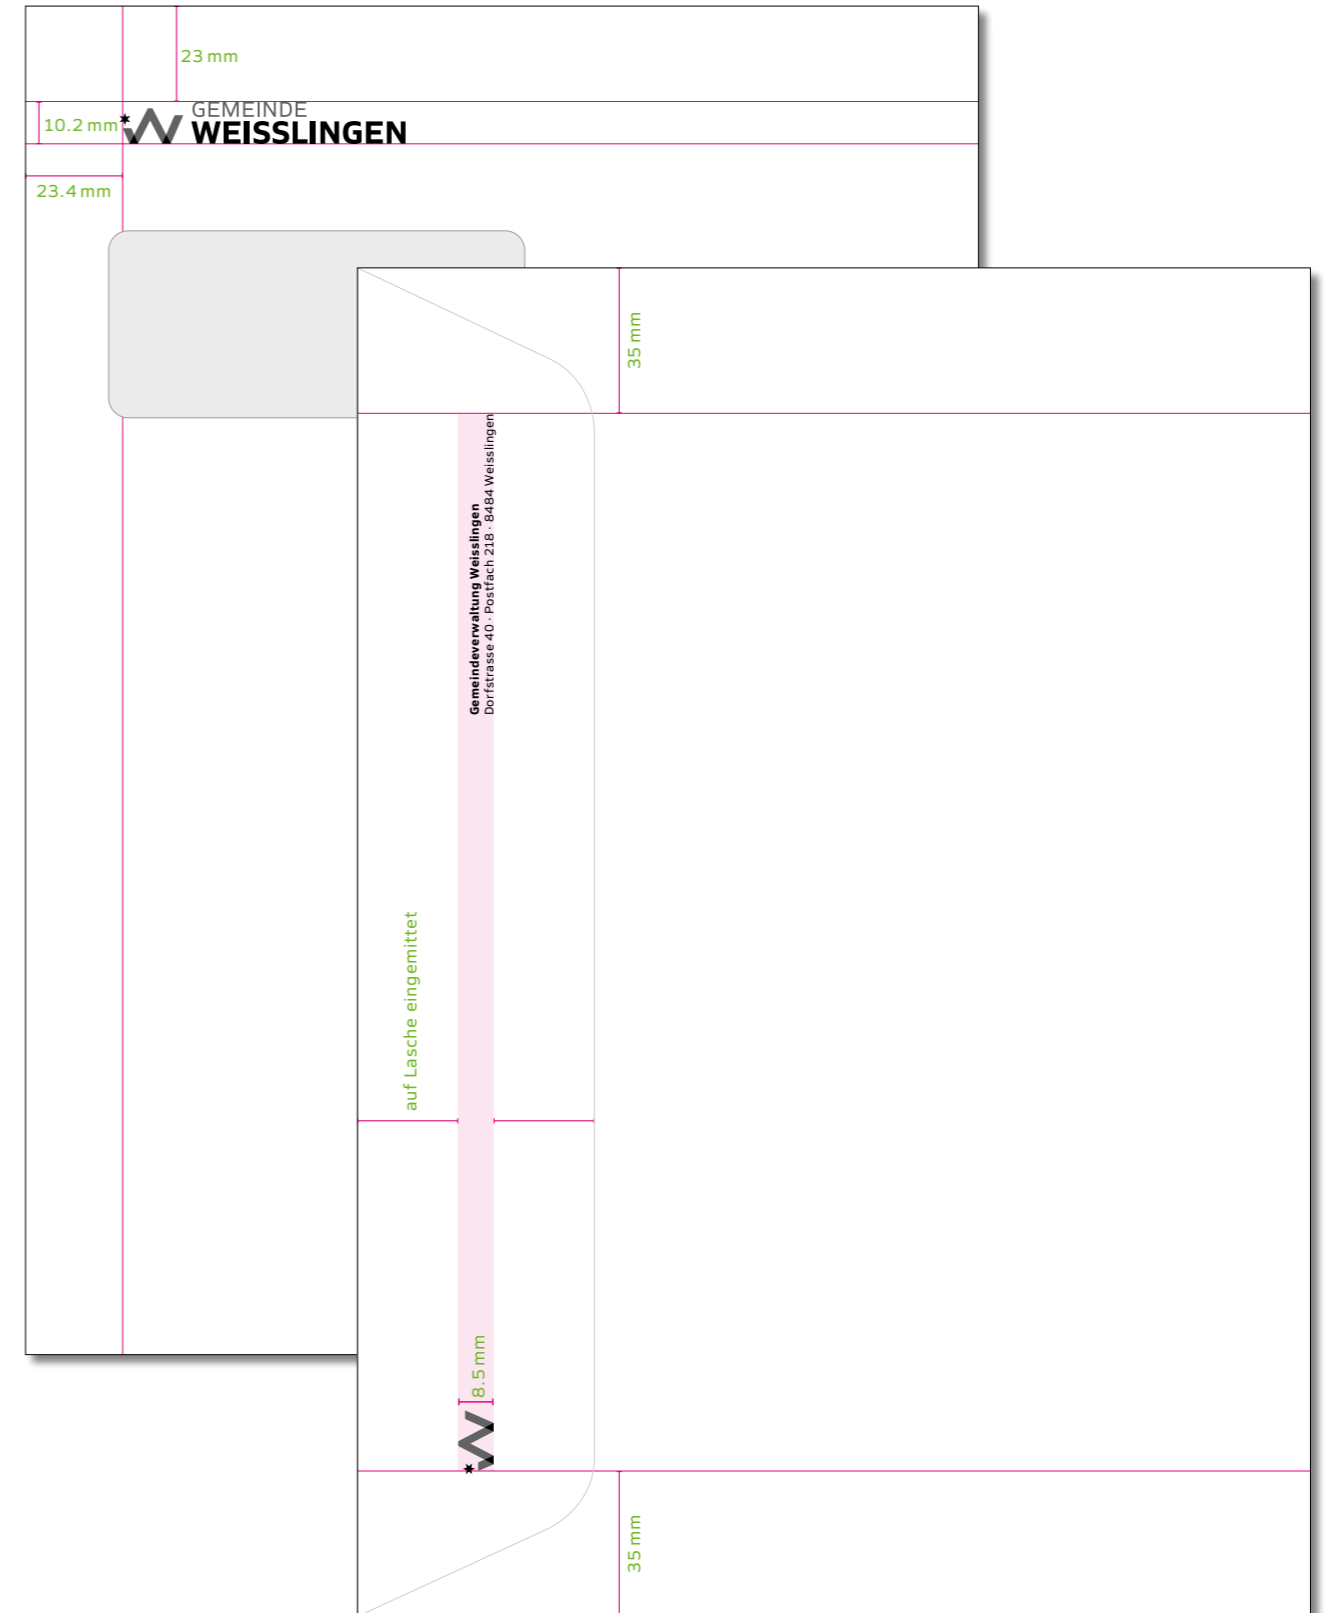 23 mm
10.2 mm
GEMEINDE
WEISSLINGEN
23.4 mm
35 mm
Gemeindeverwaltung Weisslingen
Dorfstrasse 40 · Postfach 218 · 8484 Weisslingen
auf Lasche eingemittet
8.5 mm
35 mm